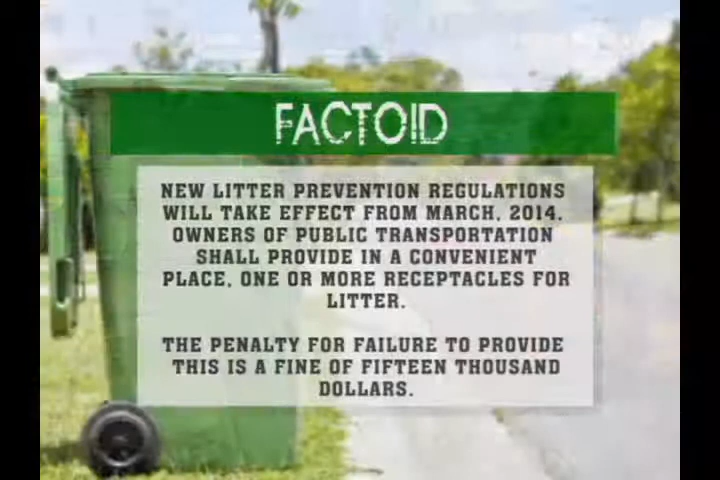 FACTOID
NEW LITTER PREVENTION REGULATIONS
WILL TAKE EFFECT FROM MARCH, 2014.
OWNERS OF PUBLIC TRANSPORTATION
SHALL PROVIDE IN A CONVENIENT
PLACE, ONE OR MORE RECEPTACLES FOR
LITTER.
THE PENALTY FOR FAILURE TO PROVIDE
THIS IS A FINE OF FIFTEEN THOUSAND
DOLLARS.